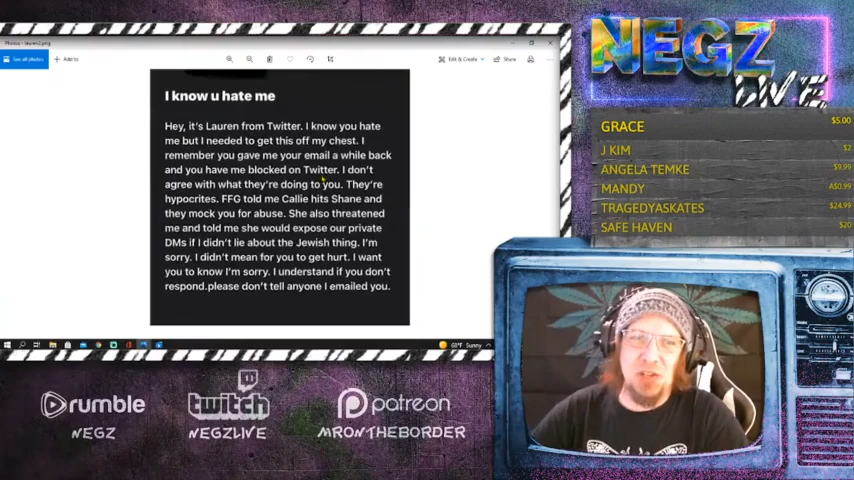 Photos - lauren2.png
See all photos
Add to
Edit & Create
Share
I know u hate me
Hey, it's Lauren from Twitter. I know you hate
me but I needed to get this off my chest. I
remember you gave me your email a while back
and you have me blocked on Twitter. I don't
agree with what they're doing to you. They're
hypocrites. FFG told me Callie hits Shane and
they mock you for abuse. She also threatened
me and told me she would expose our private
DMs if I didn't lie about the Jewish thing. I'm
sorry. I didn't mean for you to get hurt. I want
you to know I'm sorry. I understand if you don't
respond.please don't tell anyone I emailed you.
60°F Sunny
NEGZ
LIVE
GRACE $5.00
J KIM $2
ANGELA TEMKE $9.99
MANDY A$0.99
TRAGEDYASKATES $24.99
SAFE HAVEN $20
rumble
NEGZ
twitch
NEGZLIVE
patreon
MRONTHEBORDER